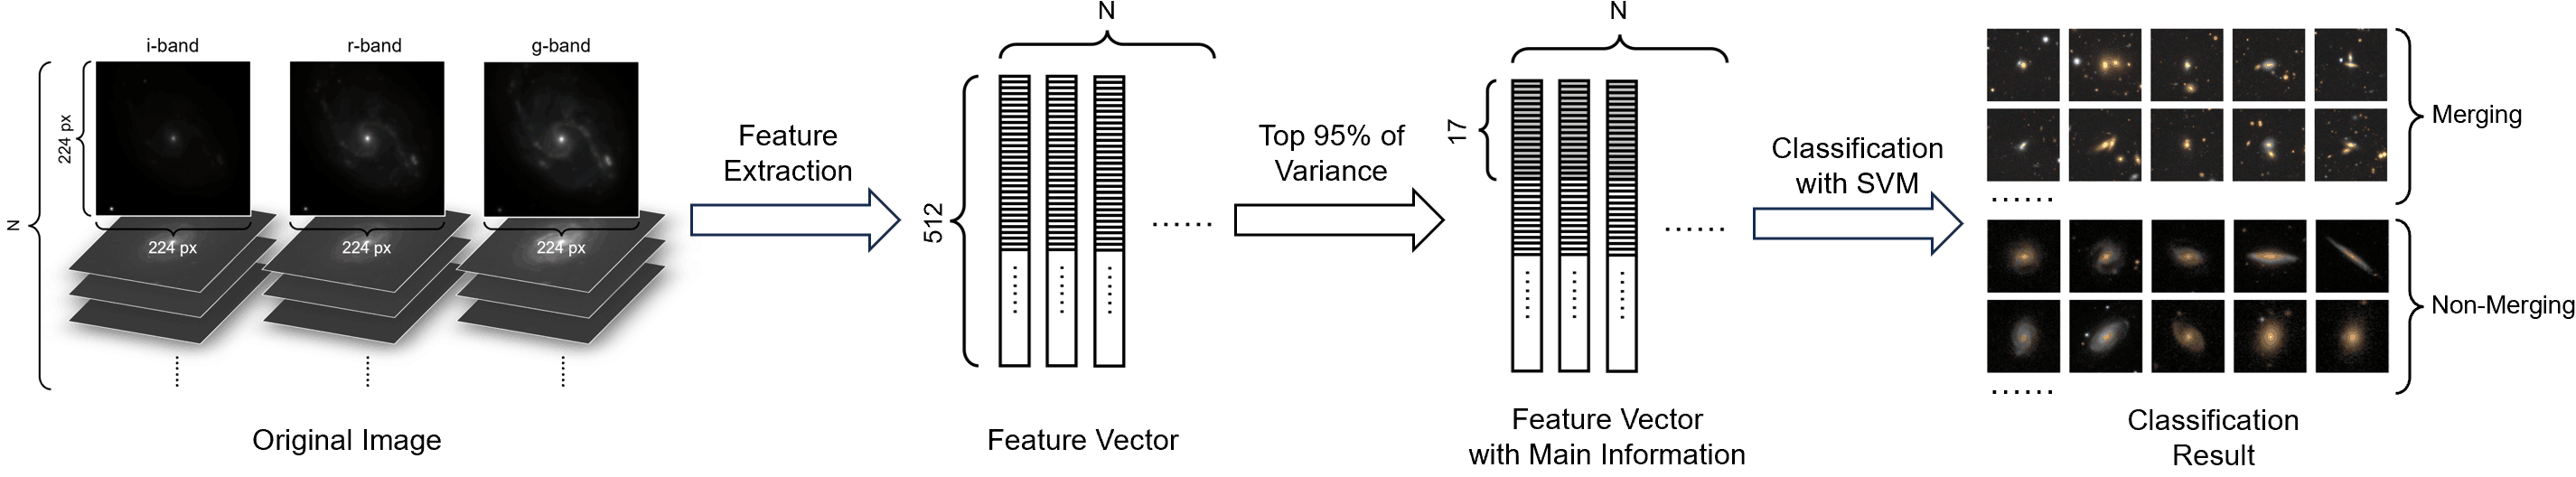 i-band
r-band
g-band
N
224 px
224 px
224 px
224 px
......
......
......
Original Image
Feature
Extraction
N
512
......
......
......
......
Feature Vector
Top 95% of
Variance
N
17
......
......
......
......
Feature Vector
with Main Information
Classification
with SVM
......
Merging
......
Non-Merging
Classification
Result